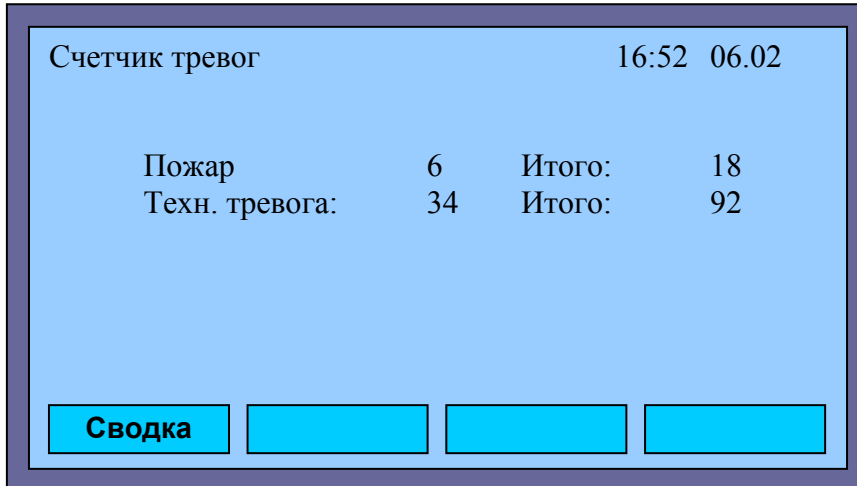 Счетчик тревог 16:52 06.02
Пожар 6 Итого: 18
Техн. тревога: 34 Итого: 92
Сводка